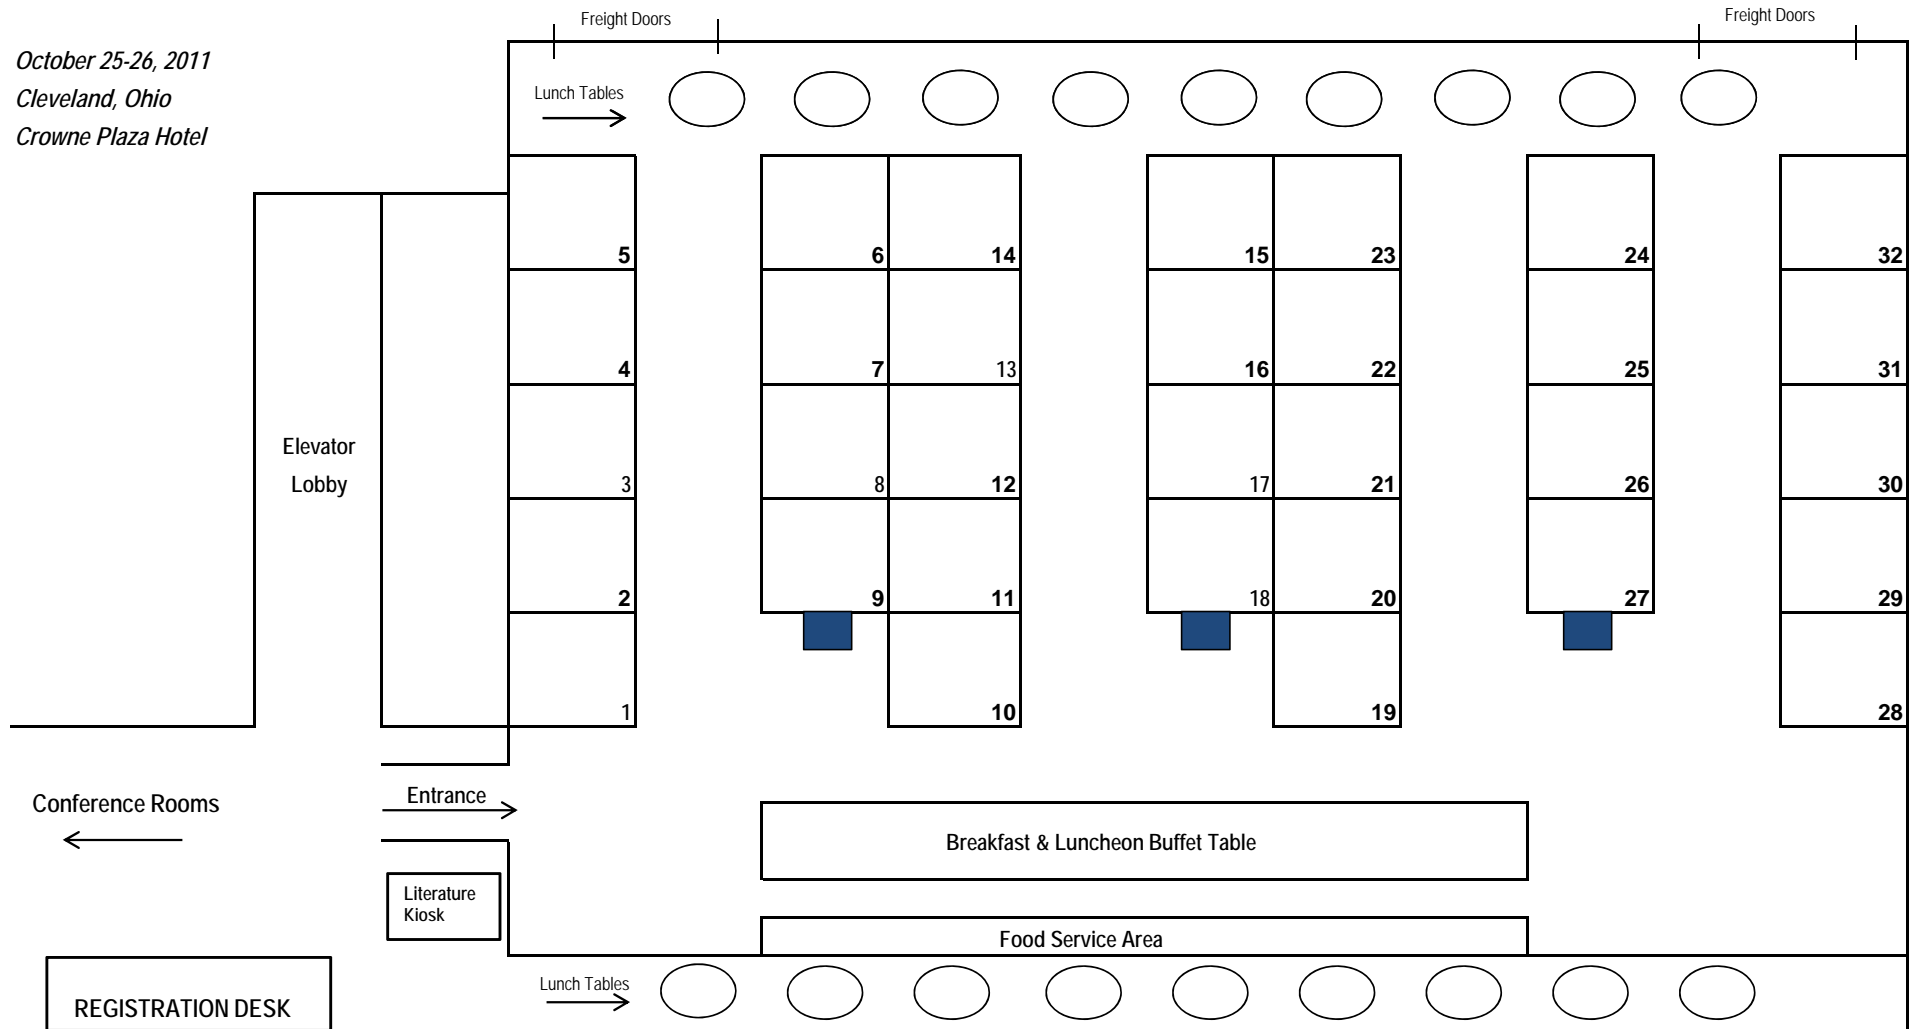 Freight Doors
Freight Doors
October 25-26, 2011
Cleveland, Ohio
Crowne Plaza Hotel
Lunch Tables
5
6
14
15
23
24
32
4
7
13
16
22
25
31
Elevator
Lobby
3
8
12
17
21
26
30
2
9
11
18
20
27
29
1
10
19
28
Entrance
Conference Rooms
Breakfast & Luncheon Buffet Table
Literature
Kiosk
Food Service Area
Lunch Tables
REGISTRATION DESK